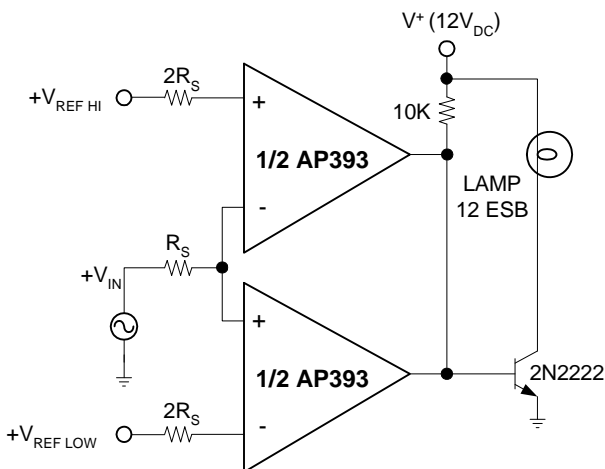 V+ (12VDC)
2RS
+VREF HI
+
1/2 AP393
-
10K
LAMP
12 ESB
RS
+VIN
+
1/2 AP393
-
2N2222
2RS
+VREF LOW